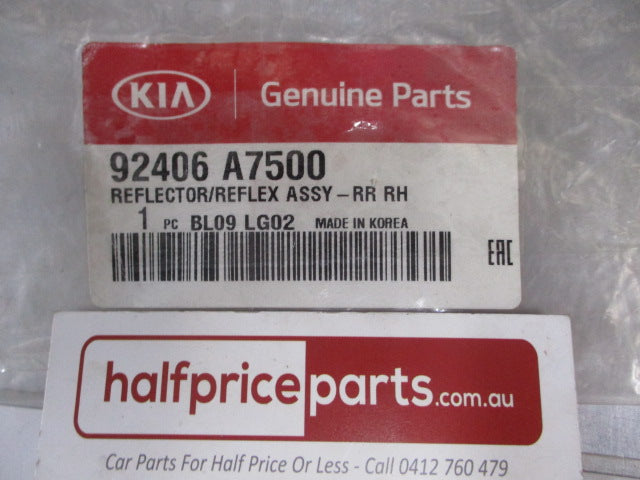 KIA Genuine Parts
92406 A7500
REFLECTOR/REFLEX ASSY-RR RH
1 PC BL09 LG02 MADE IN KOREA
EAC
halfpriceparts.com.au
Car Parts For Half Price Or Less - Call 0412 760 479